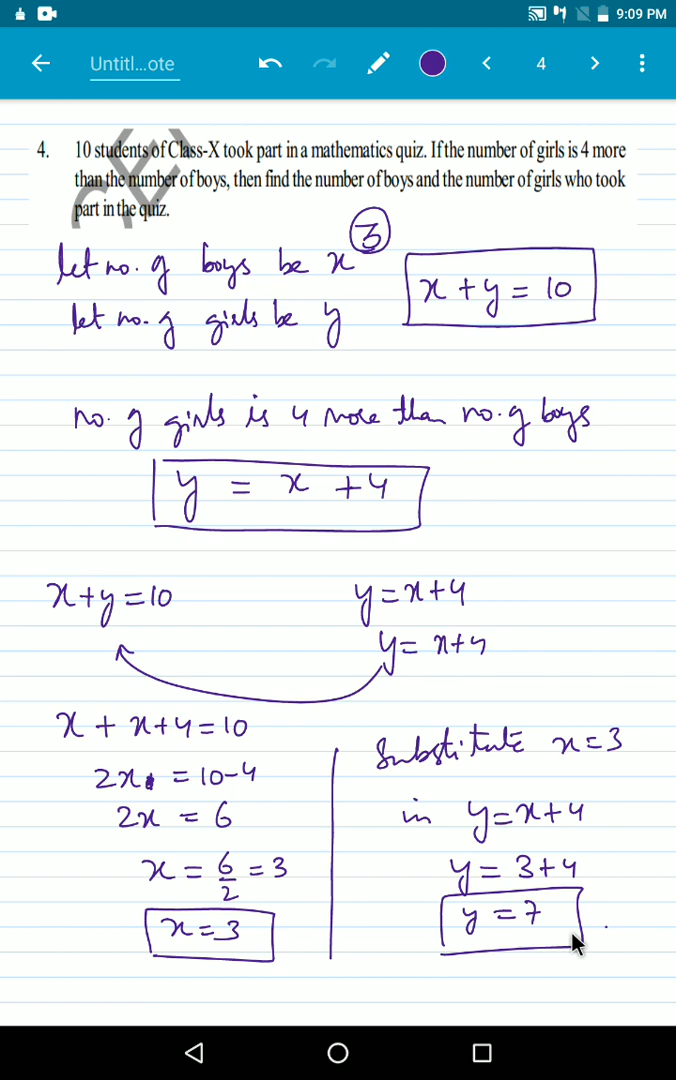 9:09 PM
Untitl...ote
4
4. 10 students of Class-X took part in a mathematics quiz. If the number of girls is 4 more
than the number of boys, then find the number of boys and the number of girls who took
part in the quiz.
3
let no. of boys be x
x + y = 10
let no. of girls be y
no. of girls is 4 more than no. of boys
y = x + 4
x+y=10
y=x+4
y= x+4
x + x+4=10
2x = 10-4
2x = 6
x = 6/2 = 3
x=3
Substitute x=3
in y=x+4
y= 3+4
y=7